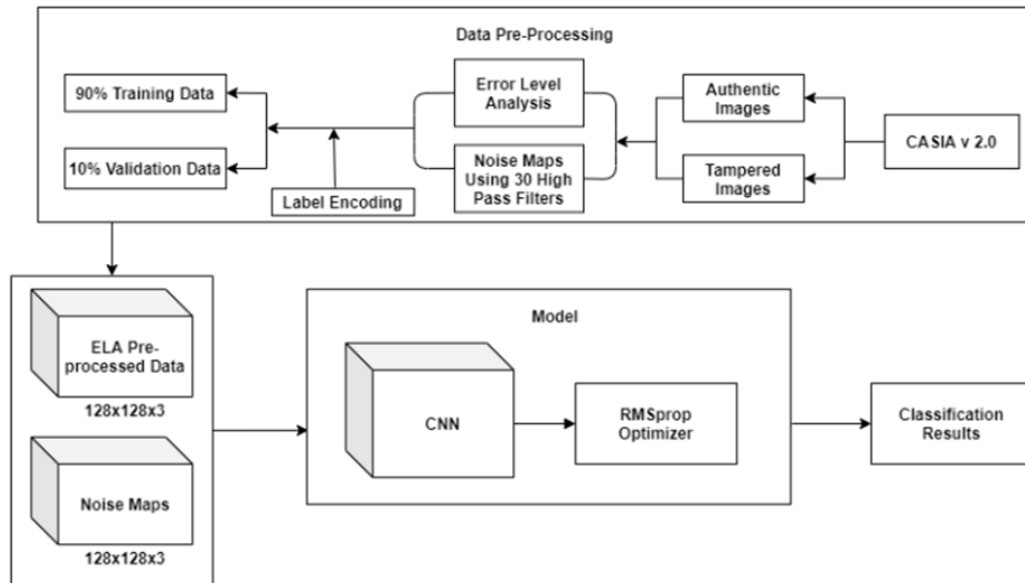 Data Pre-Processing
90% Training Data
10% Validation Data
Label Encoding
Error Level
Analysis
Noise Maps
Using 30 High
Pass Filters
Authentic
Images
Tampered
Images
CASIA v 2.0
ELA Pre-
processed Data
128x128x3
Noise Maps
128x128x3
Model
CNN
RMSprop
Optimizer
Classification
Results